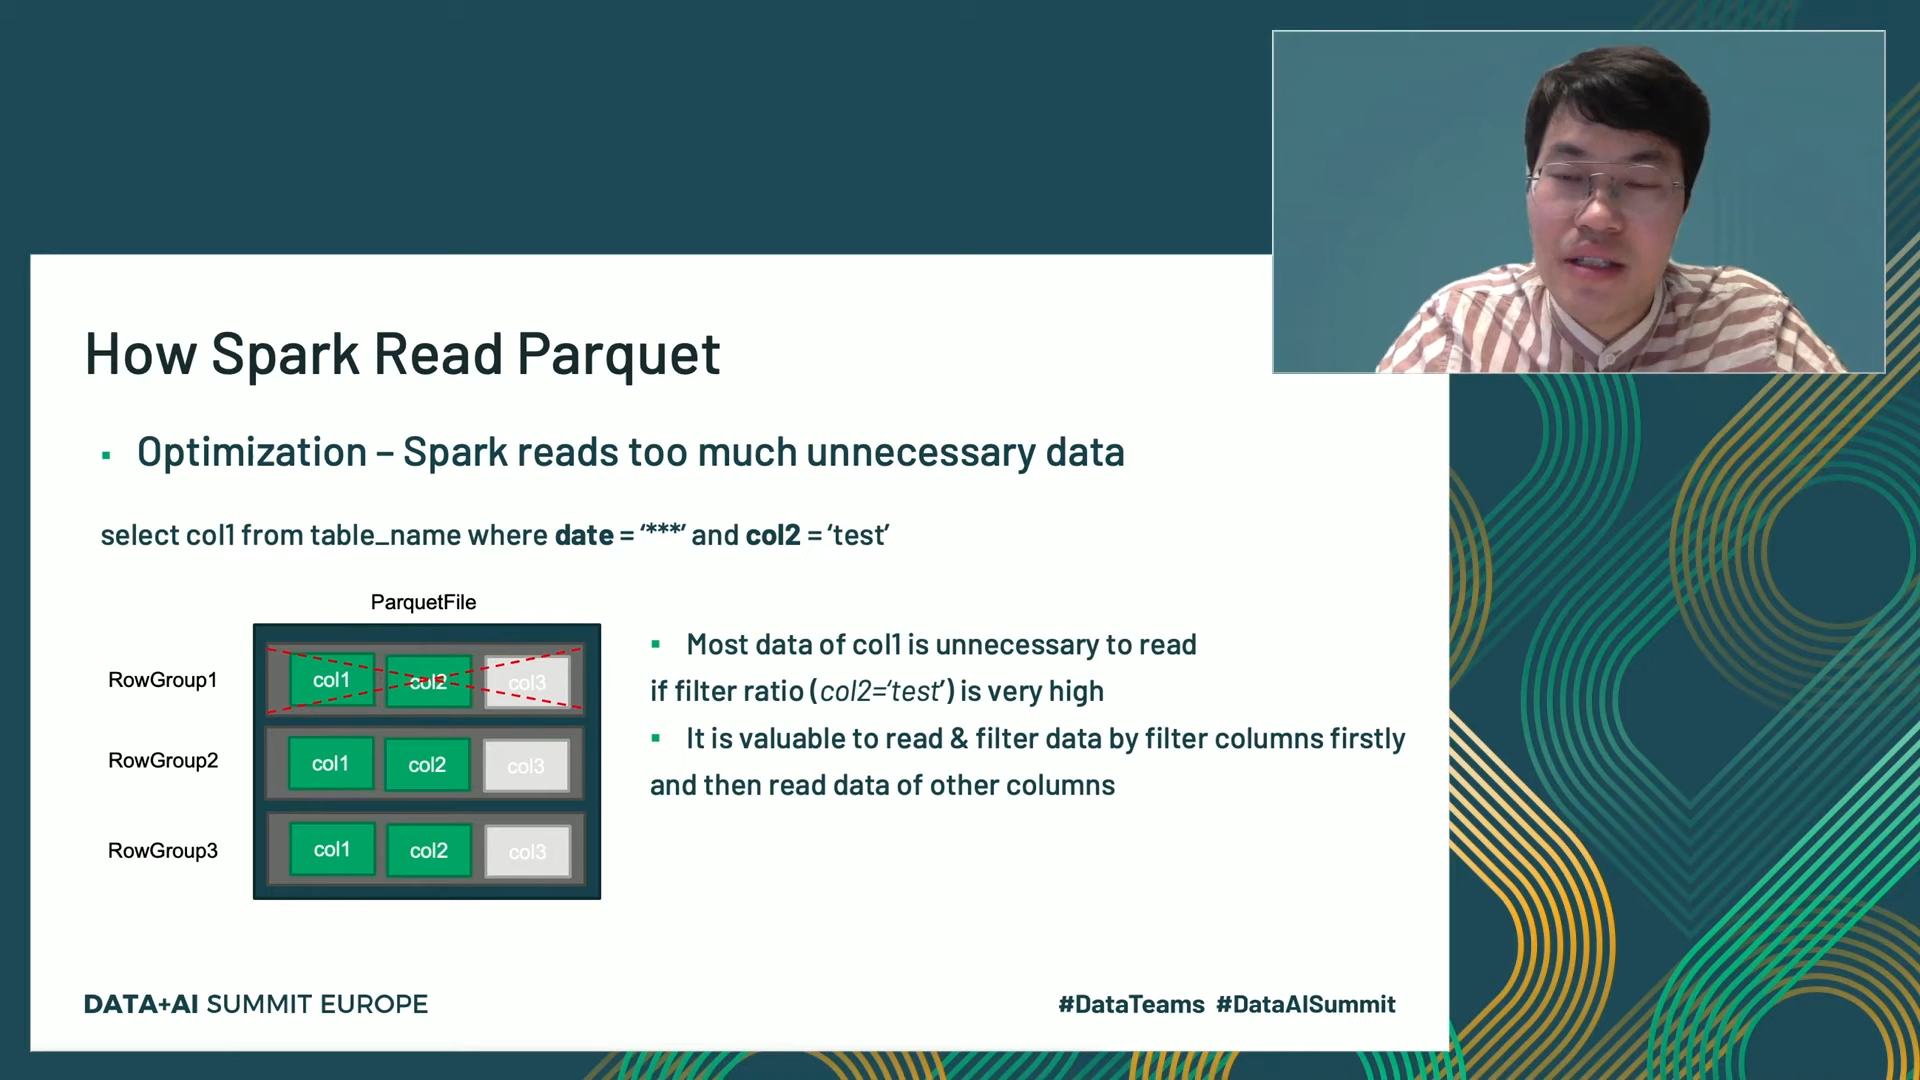 How Spark Read Parquet
▪ Optimization – Spark reads too much unnecessary data
select col1 from table_name where date = ‘***’ and col2 = ‘test’
ParquetFile
RowGroup1 col1 col2 col3
RowGroup2 col1 col2 col3
RowGroup3 col1 col2 col3
▪ Most data of col1 is unnecessary to read
if filter ratio (col2=‘test’) is very high
▪ It is valuable to read & filter data by filter columns firstly
and then read data of other columns
DATA+AI SUMMIT EUROPE
#DataTeams #DataAISummit